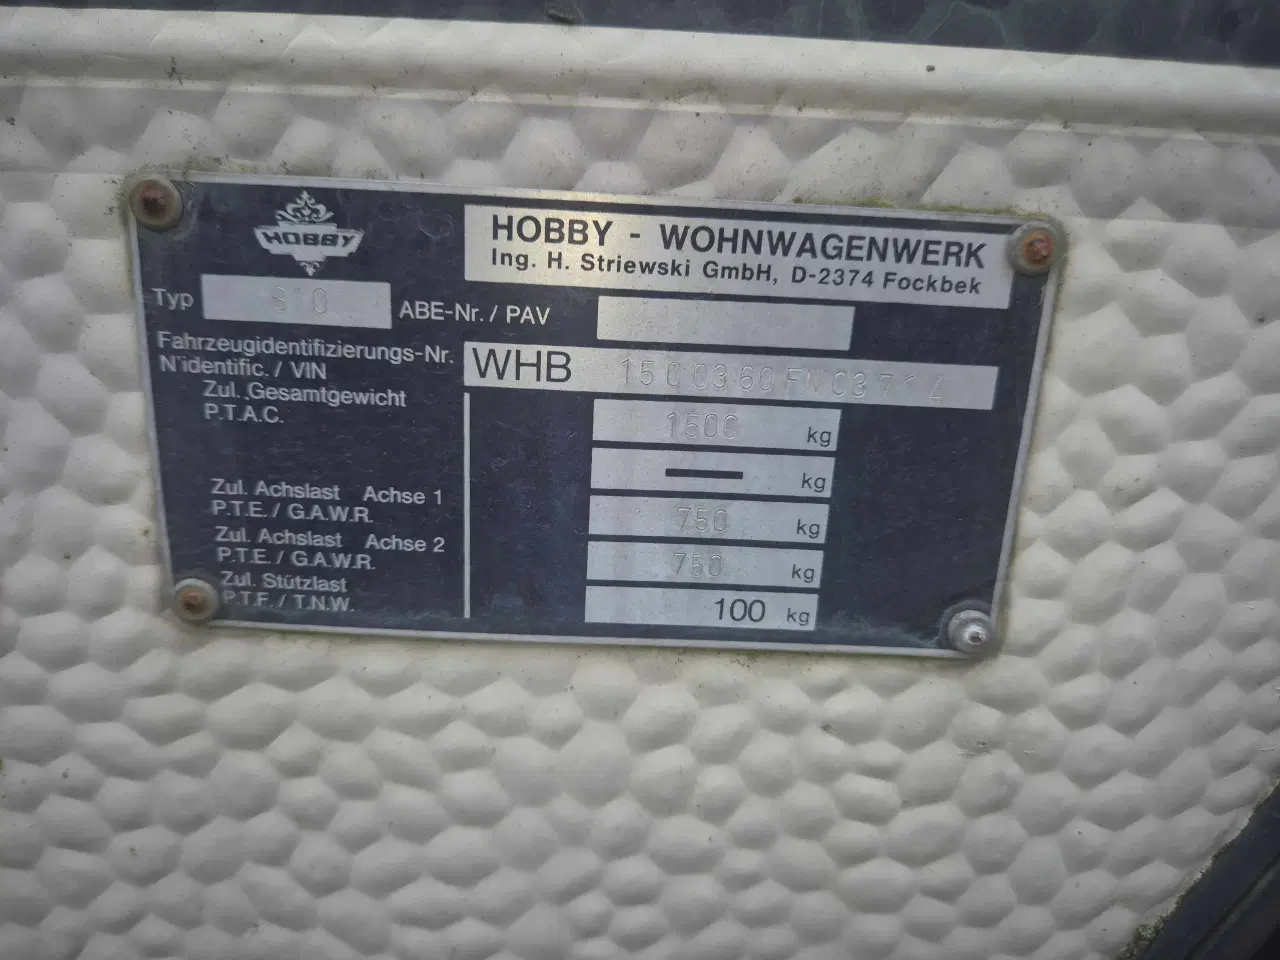 HOBBY
HOBBY - WOHNWAGENWERK
Ing. H. Striewski GmbH, D-2374 Fockbek
Typ
ABE-Nr. / PAV
Fahrzeugidentifizierungs-Nr.
N'identific. / VIN
WHB
Zul. Gesamtgewicht
P.T.A.C.
1500 kg
— kg
Zul. Achslast Achse 1
P.T.E. / G.A.W.R.
750 kg
Zul. Achslast Achse 2
P.T.E. / G.A.W.R.
750 kg
Zul. Stützlast
P.T.F. / T.N.W.
100 kg